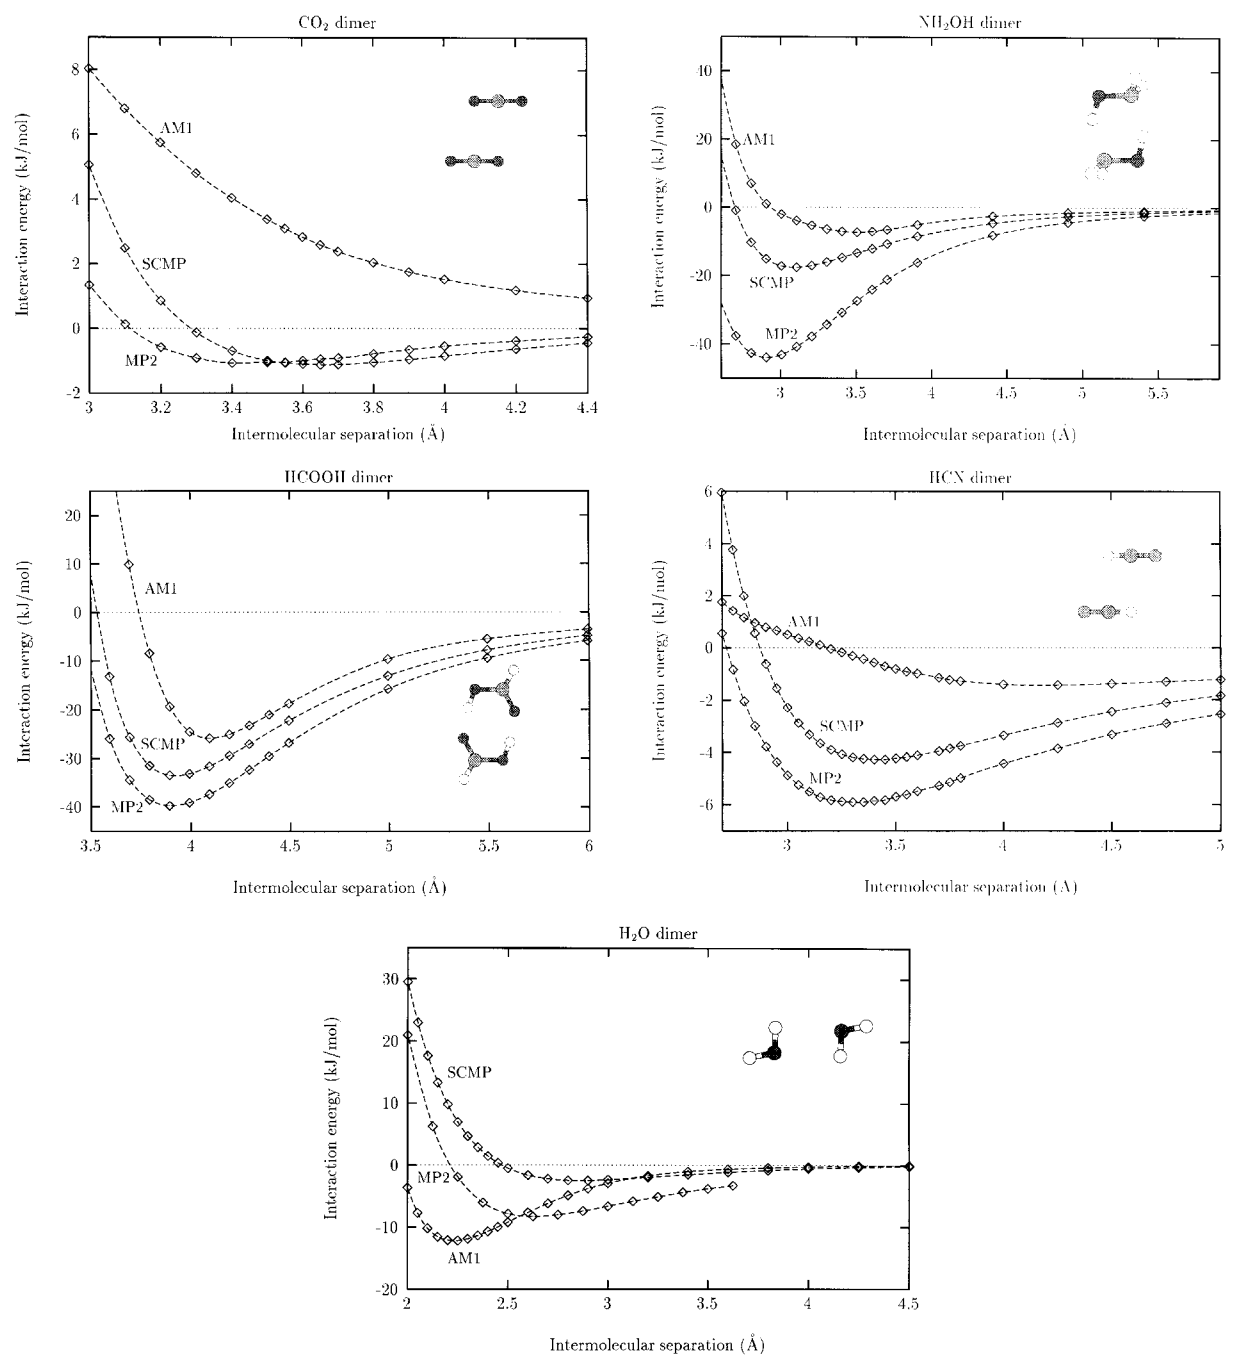 CO₂ dimer
8
6
4
2
0
-2
3
3.2
3.4
3.6
3.8
4
4.2
4.4
AM1
SCMP
MP2
Interaction energy (kJ/mol)
Intermolecular separation (Å)
NH₂OH dimer
40
20
0
-20
-40
3
3.5
4
4.5
5
5.5
AM1
SCMP
MP2
Interaction energy (kJ/mol)
Intermolecular separation (Å)
HCOOH dimer
20
10
0
-10
-20
-30
-40
3.5
4
4.5
5
5.5
6
AM1
SCMP
MP2
Interaction energy (kJ/mol)
Intermolecular separation (Å)
HCN dimer
6
4
2
0
-2
-4
-6
3
3.5
4
4.5
5
AM1
SCMP
MP2
Interaction energy (kJ/mol)
Intermolecular separation (Å)
H₂O dimer
30
20
10
0
-10
-20
2
2.5
3
3.5
4
4.5
SCMP
MP2
AM1
Interaction energy (kJ/mol)
Intermolecular separation (Å)